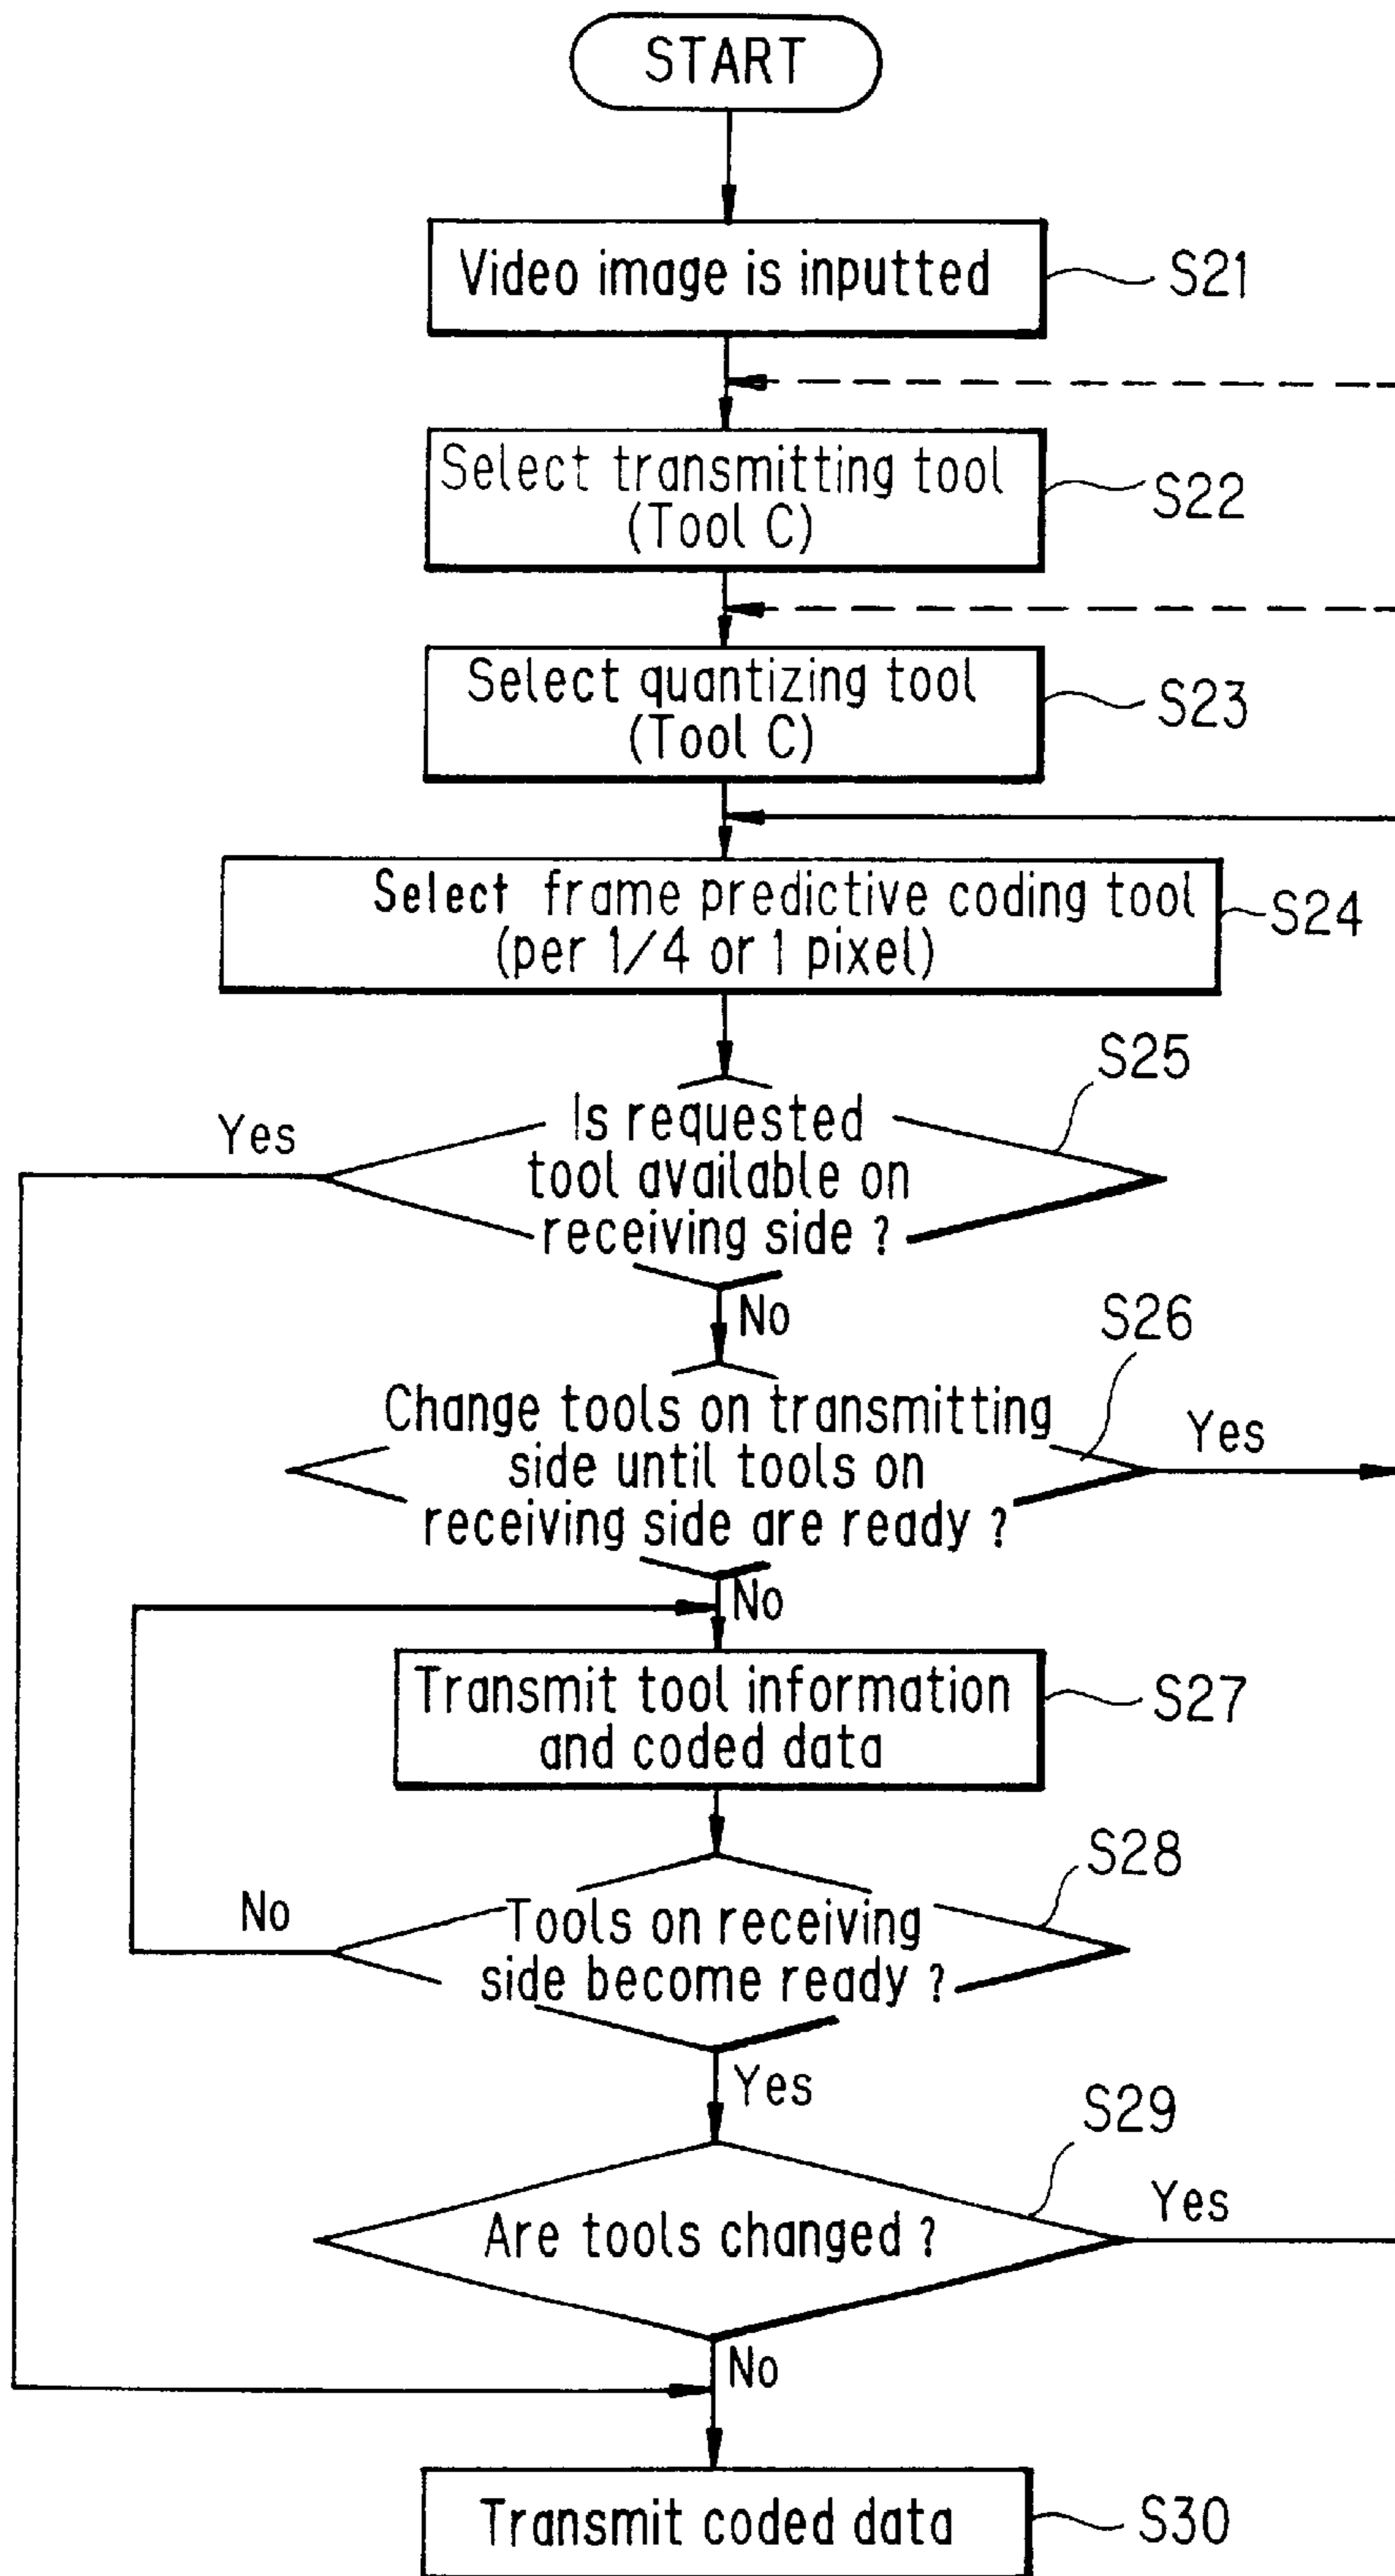 START
Video image is inputted
S21
Select transmitting tool
(Tool C)
S22
Select quantizing tool
(Tool C)
S23
Select frame predictive coding tool
(per 1/4 or 1 pixel)
S24
S25
Yes
Is requested
tool available on
receiving side ?
No
S26
Change tools on transmitting
side until tools on
receiving side are ready ?
Yes
No
Transmit tool information
and coded data
S27
S28
No
Tools on receiving
side become ready ?
Yes
S29
Are tools changed ?
Yes
No
Transmit coded data
S30